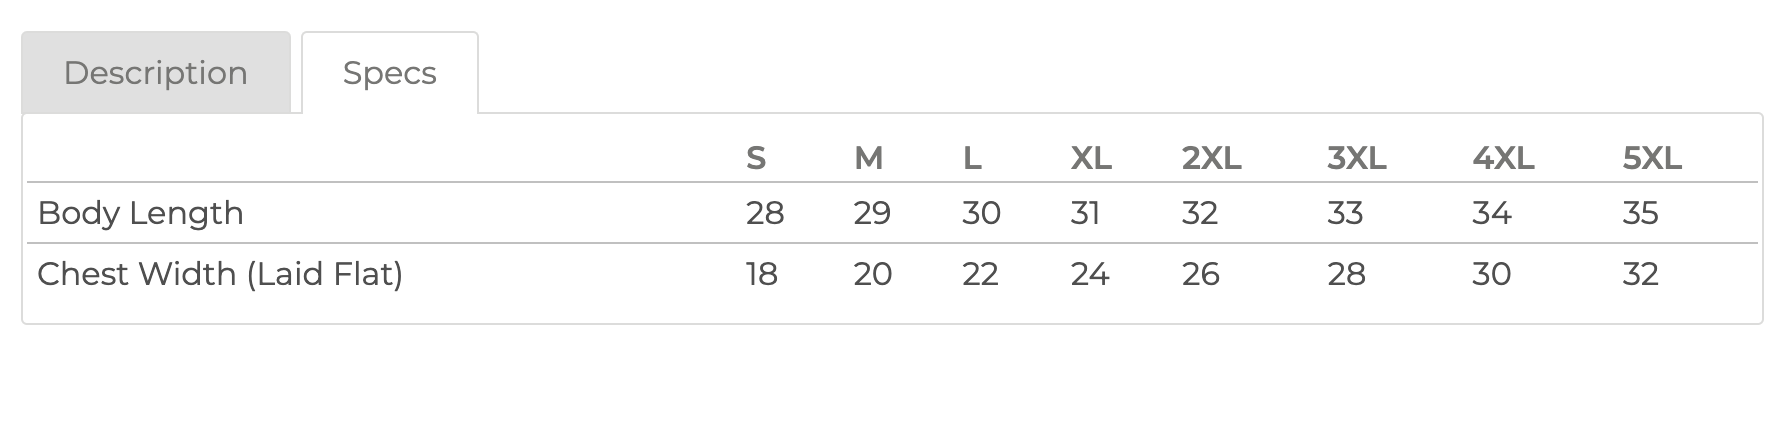 Description Specs
S M L XL 2XL 3XL 4XL 5XL
Body Length 28 29 30 31 32 33 34 35
Chest Width (Laid Flat) 18 20 22 24 26 28 30 32